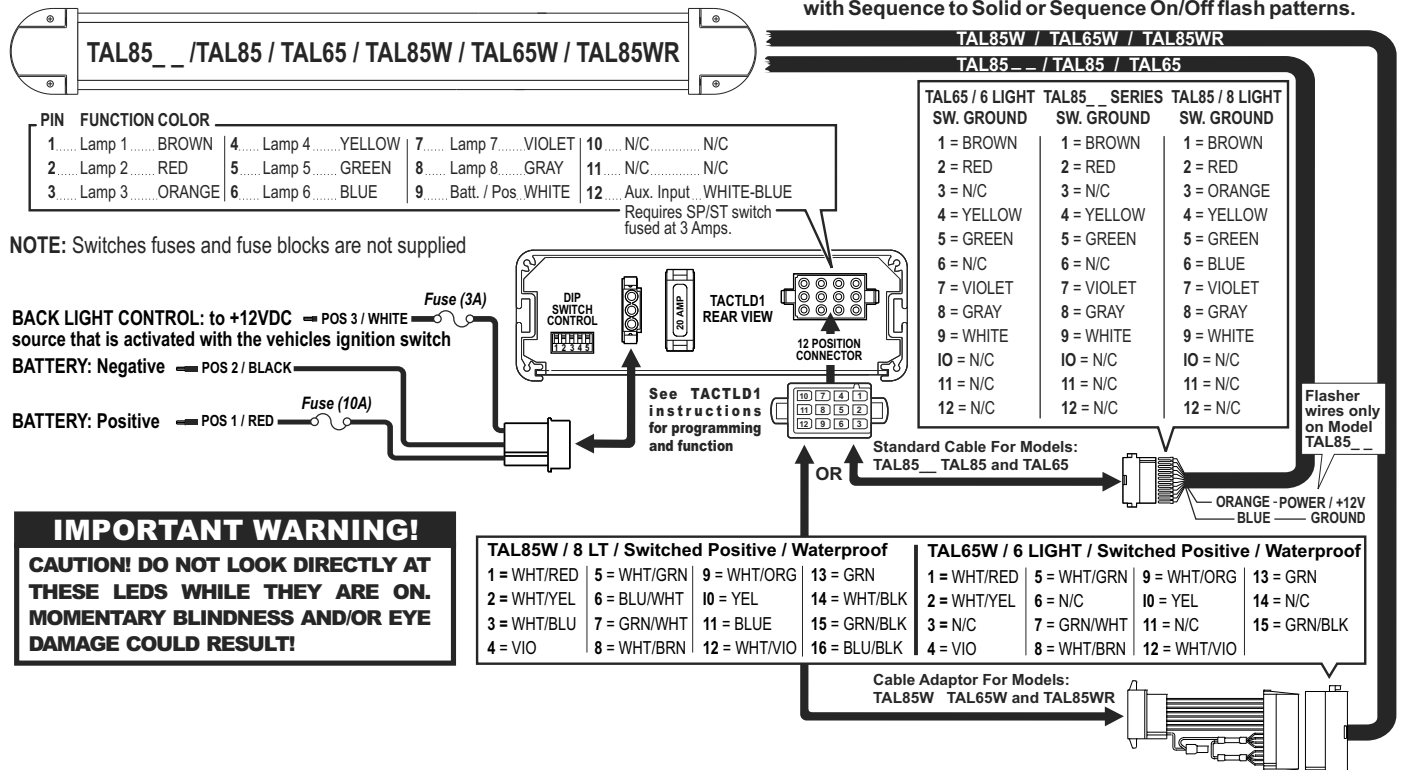 with Sequence to Solid or Sequence On/Off flash patterns.
TAL85_ _ /TAL85 / TAL65 / TAL85W / TAL65W / TAL85WR
TAL85W / TAL65W / TAL85WR
TAL85_ _ / TAL85 / TAL65
PIN FUNCTION COLOR
1...... Lamp 1 ....... BROWN 4..... Lamp 4 ...... YELLOW 7...... Lamp 7......VIOLET 10.... N/C.............. N/C
2...... Lamp 2 ....... RED 5..... Lamp 5 ...... GREEN 8...... Lamp 8......GRAY 11.... N/C.............. N/C
3...... Lamp 3 ....... ORANGE 6..... Lamp 6 ...... BLUE 9...... Batt. / Pos. WHITE 12.... Aux. Input ... WHITE-BLUE
Requires SP/ST switch
fused at 3 Amps.
NOTE: Switches fuses and fuse blocks are not supplied
BACK LIGHT CONTROL: to +12VDC
source that is activated with the vehicles ignition switch
POS 3 / WHITE
Fuse (3A)
BATTERY: Negative
POS 2 / BLACK
BATTERY: Positive
POS 1 / RED
Fuse (10A)
DIP
SWITCH
CONTROL
1 2 3 4 5
20 AMP
TACTLD1
REAR VIEW
12 POSITION
CONNECTOR
See TACTLD1
instructions
for programming
and function
10 7 4 1
11 8 5 2
12 9 6 3
OR
Standard Cable For Models:
TAL85__ TAL85 and TAL65
TAL65 / 6 LIGHT TAL85_ _ SERIES TAL85 / 8 LIGHT
SW. GROUND SW. GROUND SW. GROUND
1 = BROWN 1 = BROWN 1 = BROWN
2 = RED 2 = RED 2 = RED
3 = N/C 3 = N/C 3 = ORANGE
4 = YELLOW 4 = YELLOW 4 = YELLOW
5 = GREEN 5 = GREEN 5 = GREEN
6 = N/C 6 = N/C 6 = BLUE
7 = VIOLET 7 = VIOLET 7 = VIOLET
8 = GRAY 8 = GRAY 8 = GRAY
9 = WHITE 9 = WHITE 9 = WHITE
IO = N/C IO = N/C IO = N/C
11 = N/C 11 = N/C 11 = N/C
12 = N/C 12 = N/C 12 = N/C
Flasher
wires only
on Model
TAL85_ _
ORANGE - POWER / +12V
BLUE GROUND
IMPORTANT WARNING!
CAUTION! DO NOT LOOK DIRECTLY AT
THESE LEDS WHILE THEY ARE ON.
MOMENTARY BLINDNESS AND/OR EYE
DAMAGE COULD RESULT!
TAL85W / 8 LT / Switched Positive / Waterproof
1 = WHT/RED 5 = WHT/GRN 9 = WHT/ORG 13 = GRN
2 = WHT/YEL 6 = BLU/WHT I0 = YEL 14 = WHT/BLK
3 = WHT/BLU 7 = GRN/WHT 11 = BLUE 15 = GRN/BLK
4 = VIO 8 = WHT/BRN 12 = WHT/VIO 16 = BLU/BLK
TAL65W / 6 LIGHT / Switched Positive / Waterproof
1 = WHT/RED 5 = WHT/GRN 9 = WHT/ORG 13 = GRN
2 = WHT/YEL 6 = N/C I0 = YEL 14 = N/C
3 = N/C 7 = GRN/WHT 11 = N/C 15 = GRN/BLK
4 = VIO 8 = WHT/BRN 12 = WHT/VIO
Cable Adaptor For Models:
TAL85W TAL65W and TAL85WR